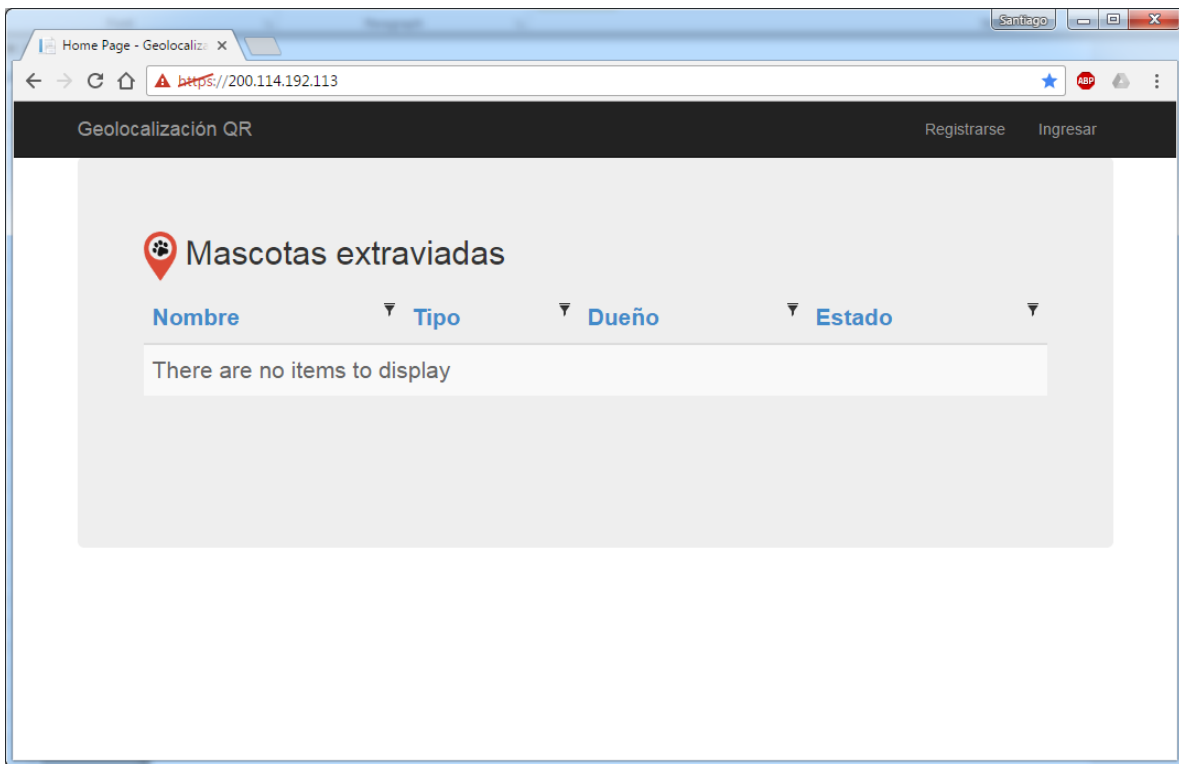 Santiago
Home Page - Geolocaliza
https://200.114.192.113
ABP
Geolocalización QR Registrarse Ingresar
Mascotas extraviadas
Nombre Tipo Dueño Estado
There are no items to display